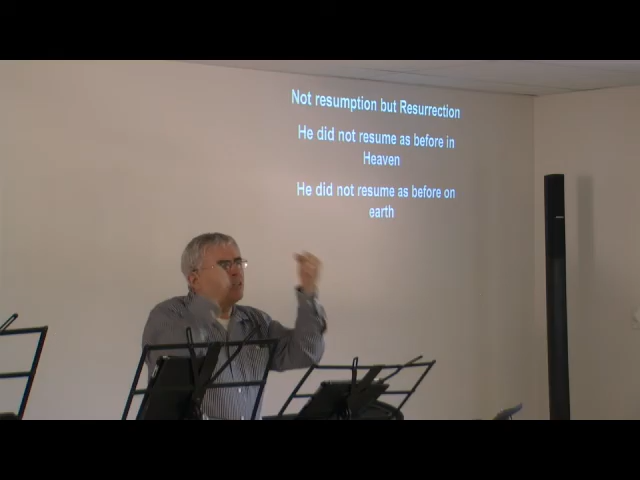 Not resumption but Resurrection
He did not resume as before in
Heaven
He did not resume as before on
earth